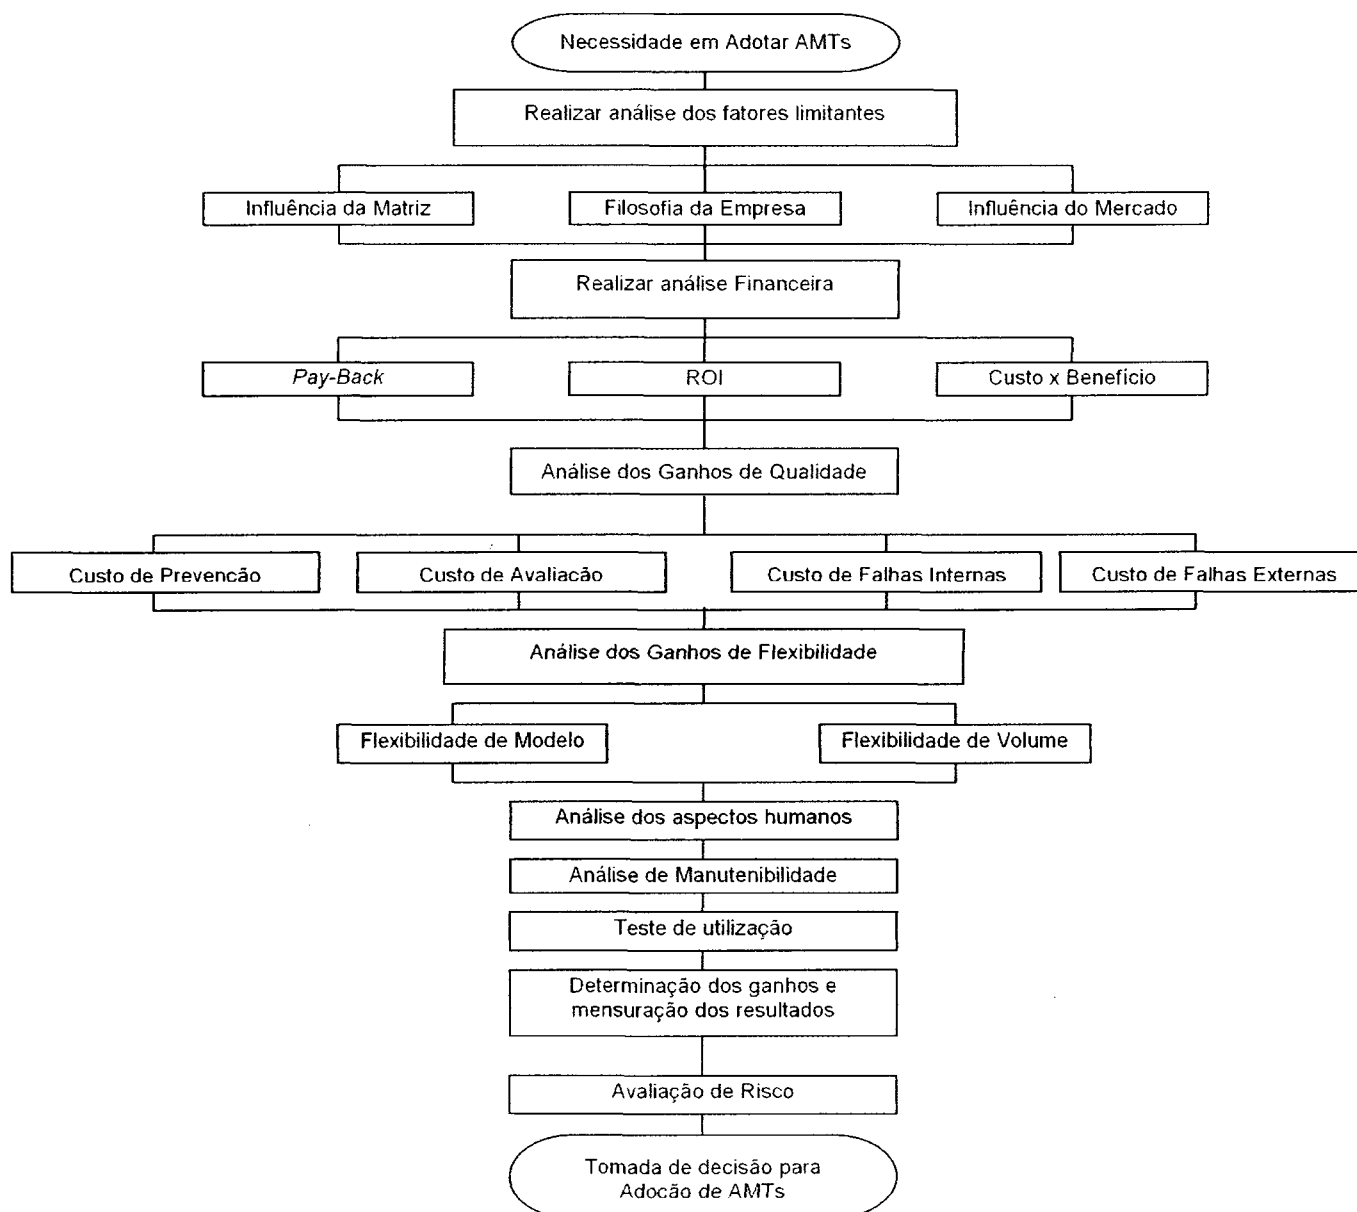 Necessidade em Adotar AMTs
Realizar análise dos fatores limitantes
Influência da Matriz
Filosofia da Empresa
Influência do Mercado
Realizar análise Financeira
Pay-Back
ROI
Custo x Benefício
Análise dos Ganhos de Qualidade
Custo de Prevencão
Custo de Avaliacão
Custo de Falhas Internas
Custo de Falhas Externas
Análise dos Ganhos de Flexibilidade
Flexibilidade de Modelo
Flexibilidade de Volume
Análise dos aspectos humanos
Análise de Manutenibilidade
Teste de utilização
Determinação dos ganhos e
mensuração dos resultados
Avaliação de Risco
Tomada de decisão para
Adocão de AMTs